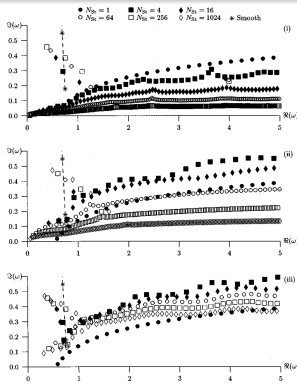 ● N_St = 1 ■ N_St = 4 ♦ N_St = 16
○ N_St = 64 □ N_St = 256 ◇ N_St = 1024 * Smooth
ℑ(ω)
(i)
0.5
0.4
0.3
0.2
0.1
0.0
0 1 2 3 4 5 ℜ(ω)
ℑ(ω)
(ii)
0.5
0.4
0.3
0.2
0.1
0.0
0 1 2 3 4 5 ℜ(ω)
ℑ(ω)
(iii)
0.5
0.4
0.3
0.2
0.1
0.0
0 1 2 3 4 5 ℜ(ω)